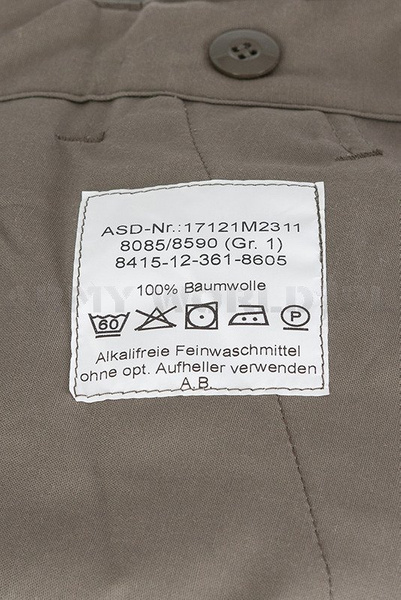 ASD-Nr.:17121M2311
8085/8590 (Gr. 1)
8415-12-361-8605
100% Baumwolle
60 P
Alkalifreie Feinwaschmittel
ohne opt. Aufheller verwenden
A.B.